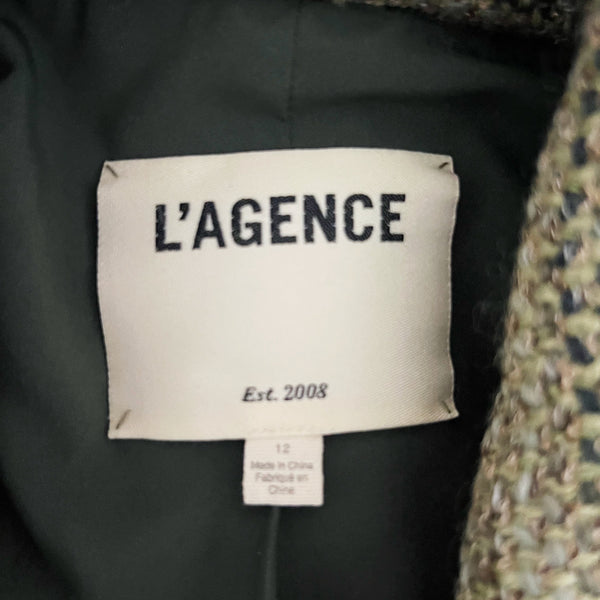 L'AGENCE
Est. 2008
12
Made in China
Fabriqué en
Chine